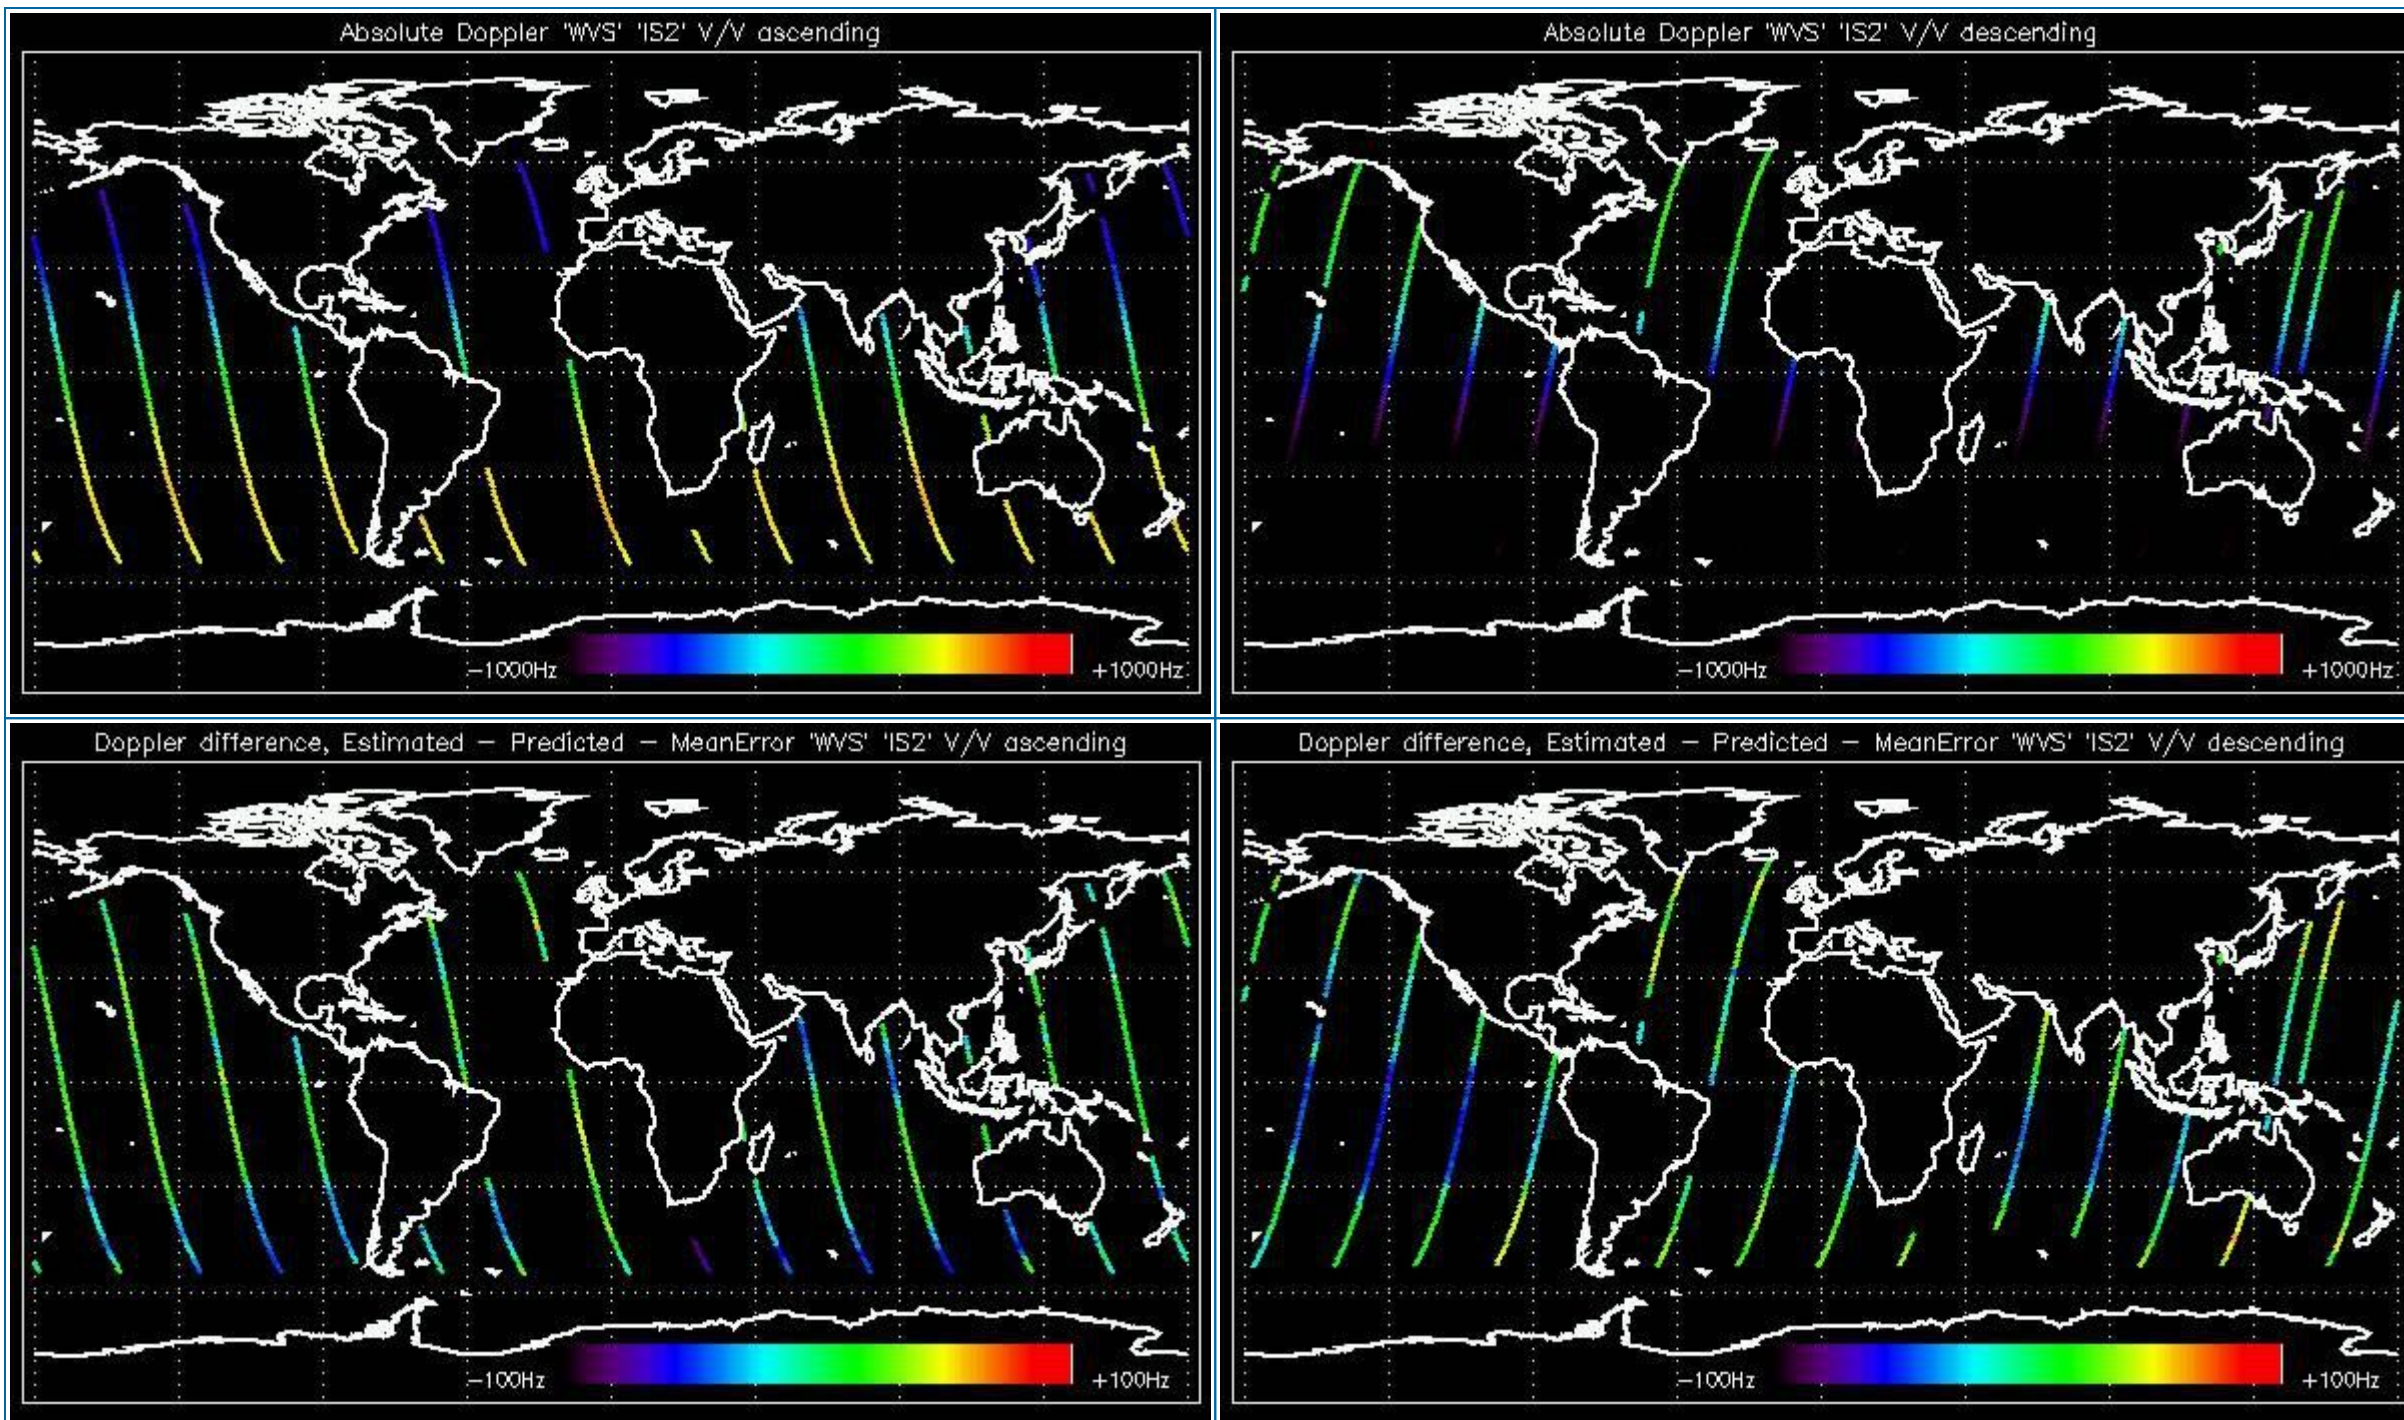 Absolute Doppler 'WVS' 'IS2' V/V ascending
-1000Hz
+1000Hz
Absolute Doppler 'WVS' 'IS2' V/V descending
-1000Hz
+1000Hz
Doppler difference, Estimated - Predicted - MeanError 'WVS' 'IS2' V/V ascending
-100Hz
+100Hz
Doppler difference, Estimated - Predicted - MeanError 'WVS' 'IS2' V/V descending
-100Hz
+100Hz